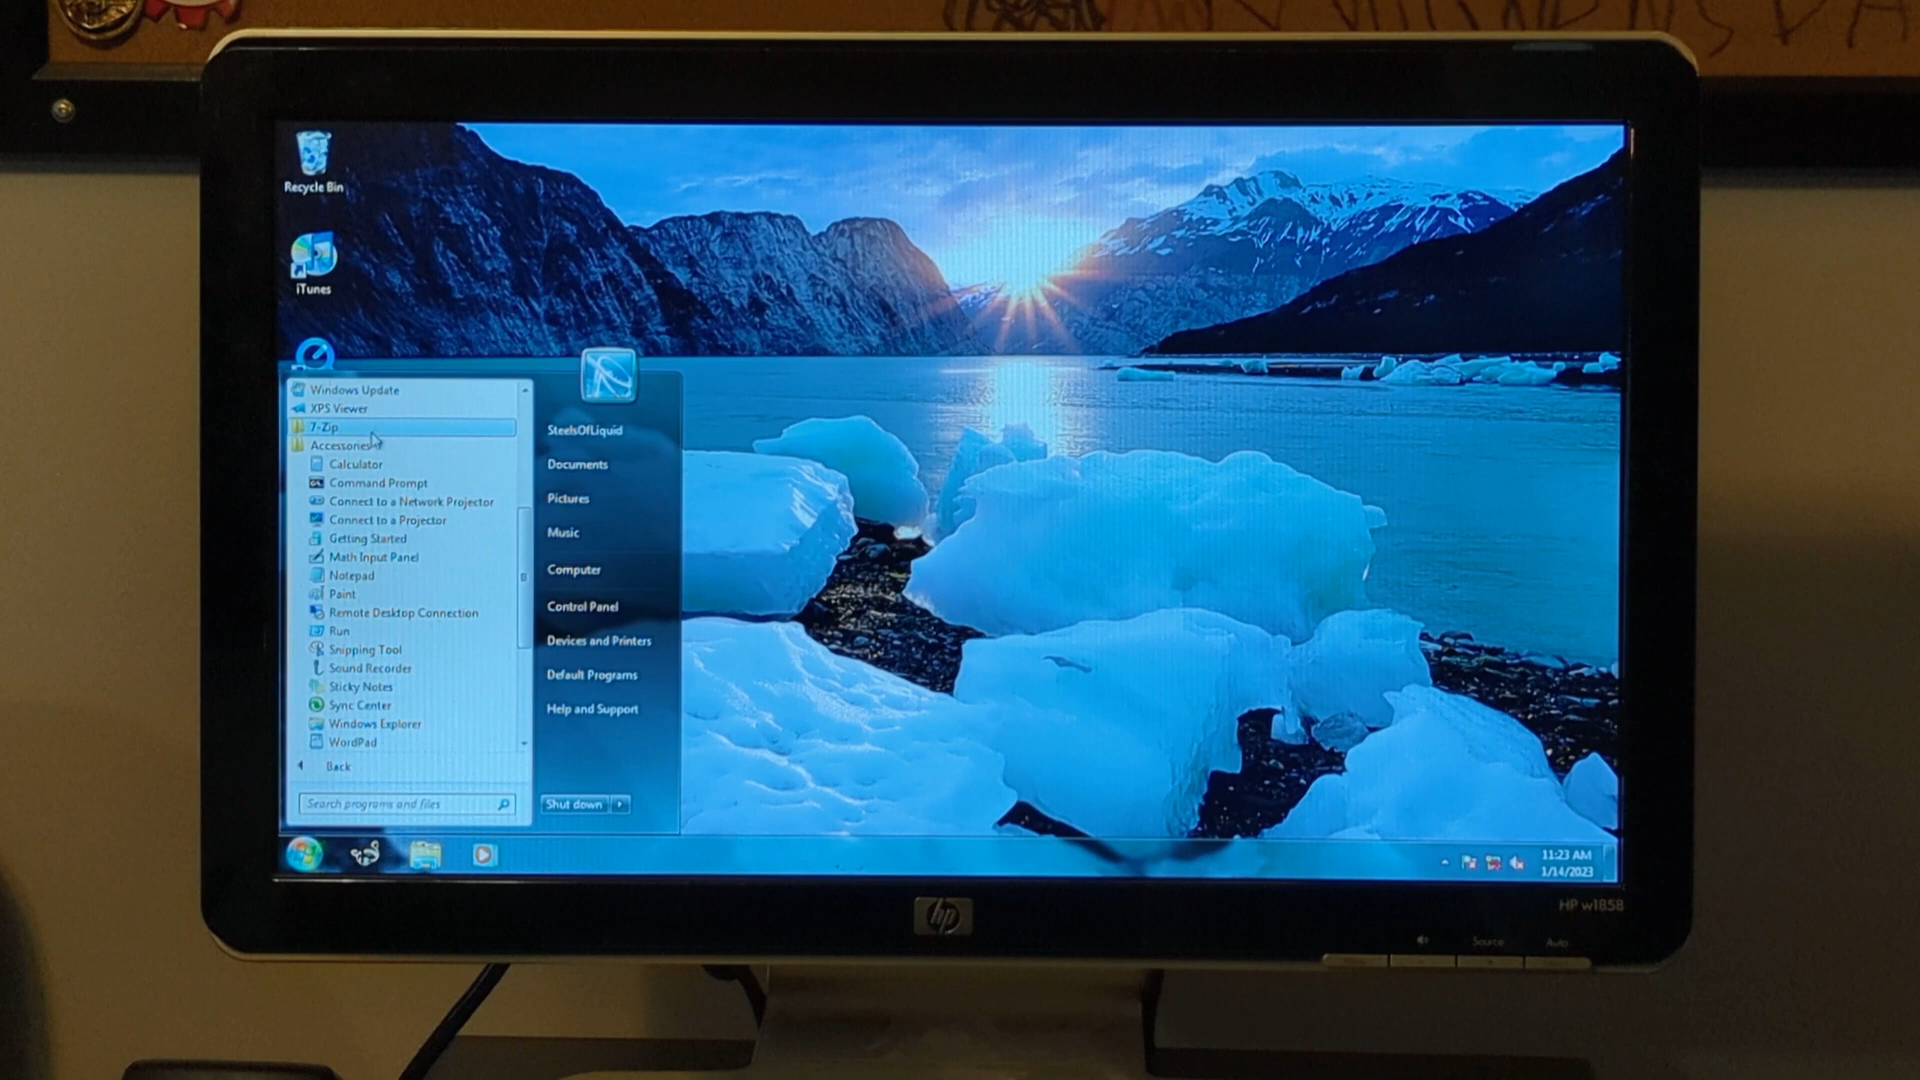 Recycle Bin
iTunes
Windows Update
XPS Viewer
7-Zip
Accessories
Calculator
Command Prompt
Connect to a Network Projector
Connect to a Projector
Getting Started
Math Input Panel
Notepad
Paint
Remote Desktop Connection
Run
Snipping Tool
Sound Recorder
Sticky Notes
Sync Center
Windows Explorer
WordPad
Back
Search programs and files
SteelsOfLiquid
Documents
Pictures
Music
Computer
Control Panel
Devices and Printers
Default Programs
Help and Support
Shut down
11:23 AM
1/14/2023
hp
HP w1858
Source
Auto